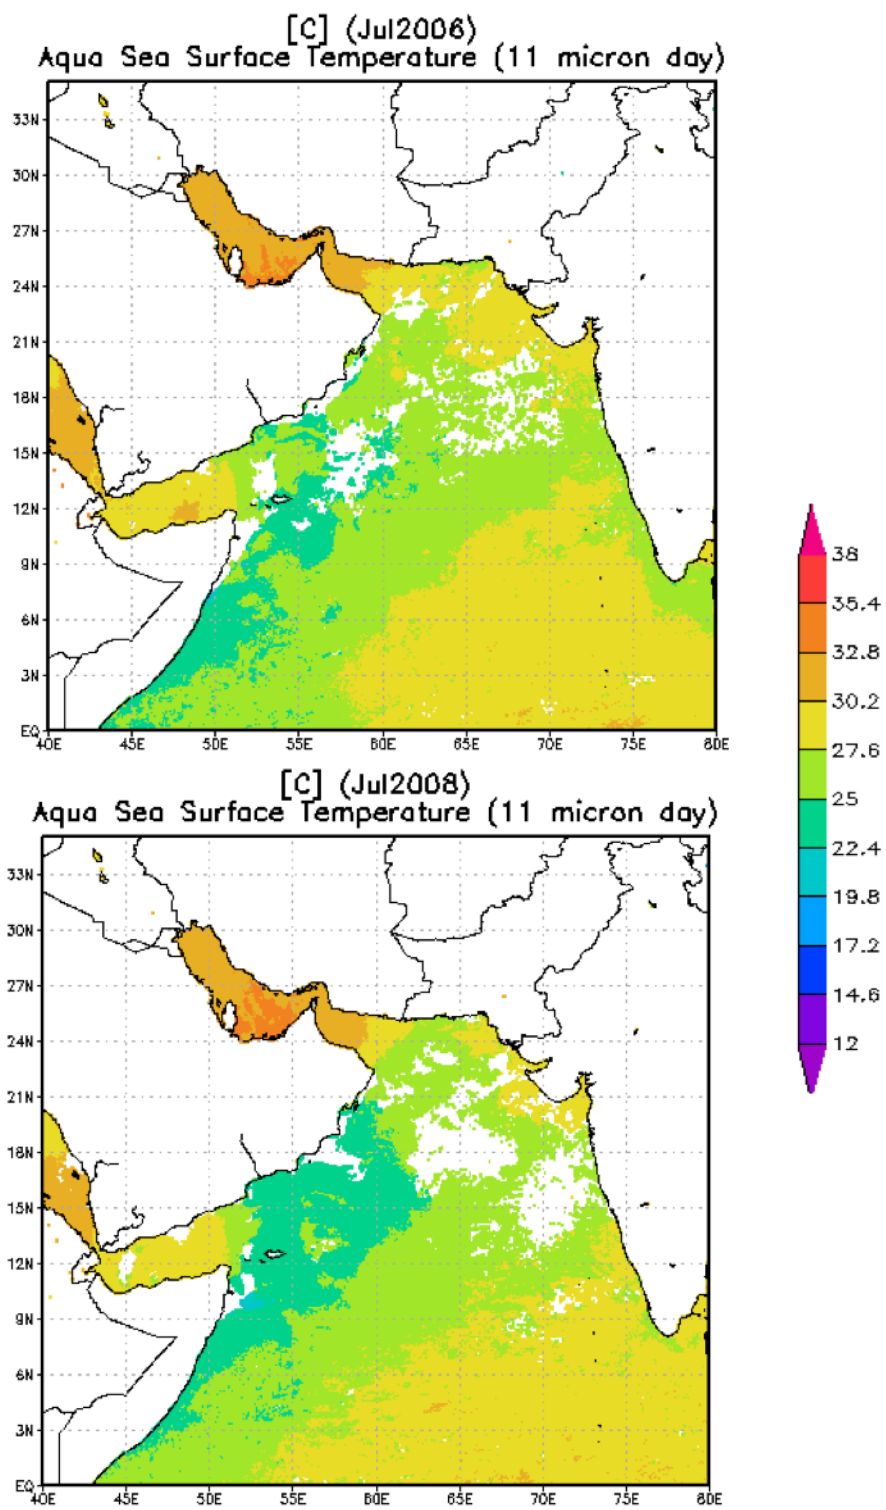 [C] (Jul2006)
Aqua Sea Surface Temperature (11 micron day)
33N
30N
27N
24N
21N
18N
15N
12N
9N
6N
3N
EQ
40E 45E 50E 55E 60E 65E 70E 75E 80E
[C] (Jul2008)
Aqua Sea Surface Temperature (11 micron day)
33N
30N
27N
24N
21N
18N
15N
12N
9N
6N
3N
EQ
40E 45E 50E 55E 60E 65E 70E 75E 80E
38
35.4
32.8
30.2
27.6
25
22.4
19.8
17.2
14.6
12